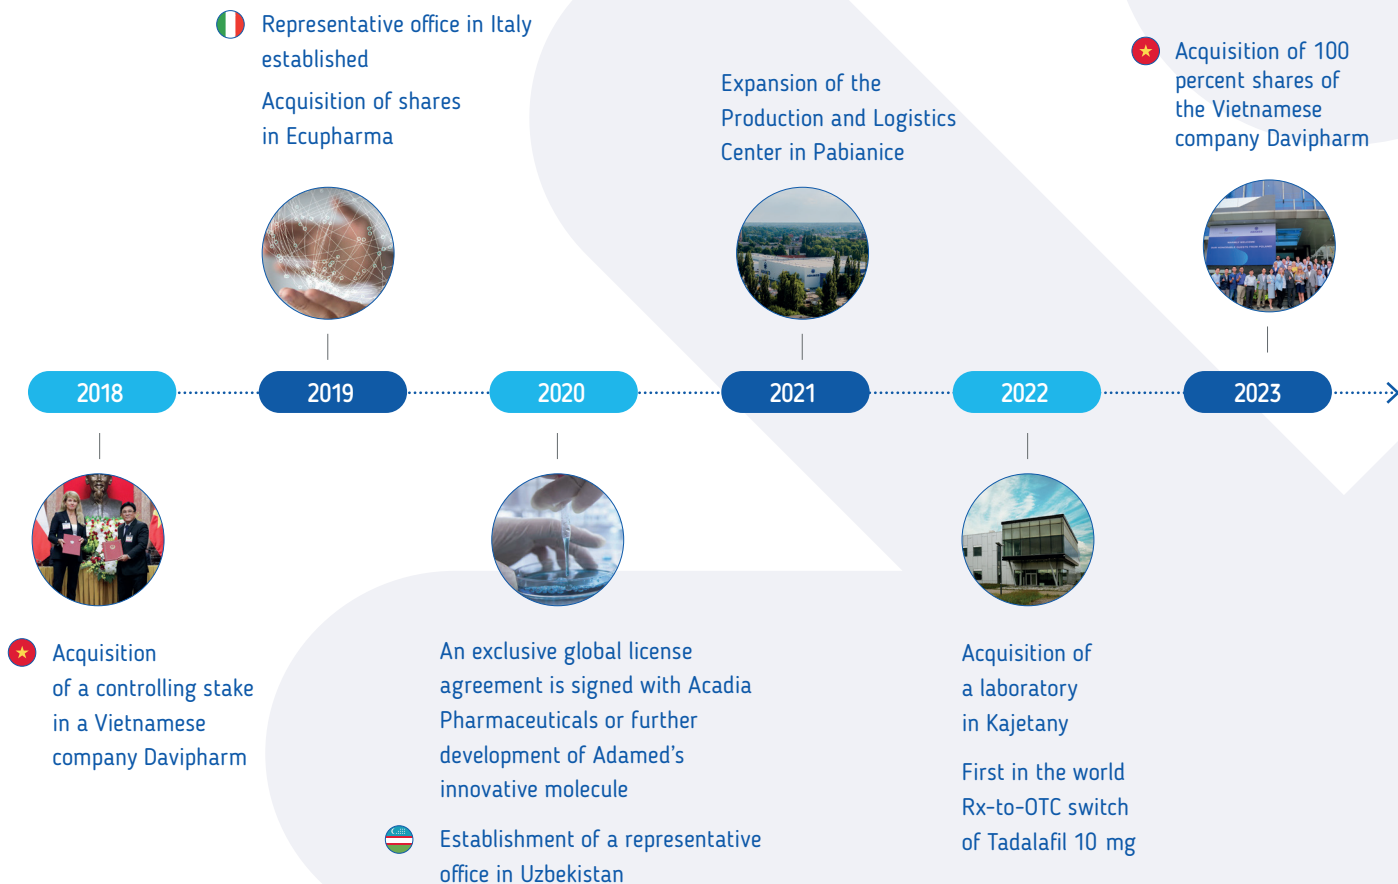 Representative office in Italy
established
Acquisition of shares
in Ecupharma
Expansion of the
Production and Logistics
Center in Pabianice
Acquisition of 100
percent shares of
the Vietnamese
company Davipharm
2018
2019
2020
2021
2022
2023
Acquisition
of a controlling stake
in a Vietnamese
company Davipharm
An exclusive global license
agreement is signed with Acadia
Pharmaceuticals or further
development of Adamed's
innovative molecule
Establishment of a representative
office in Uzbekistan
Acquisition of
a laboratory
in Kajetany
First in the world
Rx-to-OTC switch
of Tadalafil 10 mg